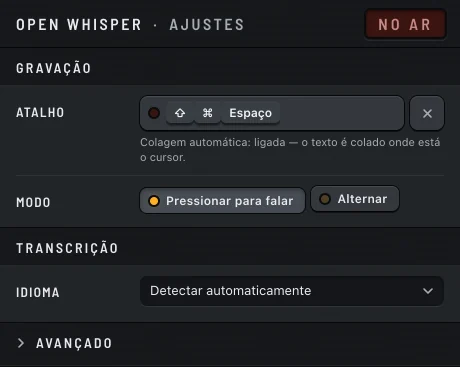 OPEN WHISPER · AJUSTES
NO AR
GRAVAÇÃO
ATALHO
⇧ ⌘ Espaço ✕
Colagem automática: ligada — o texto é colado onde está
o cursor.
MODO
Pressionar para falar Alternar
TRANSCRIÇÃO
IDIOMA
Detectar automaticamente
AVANÇADO